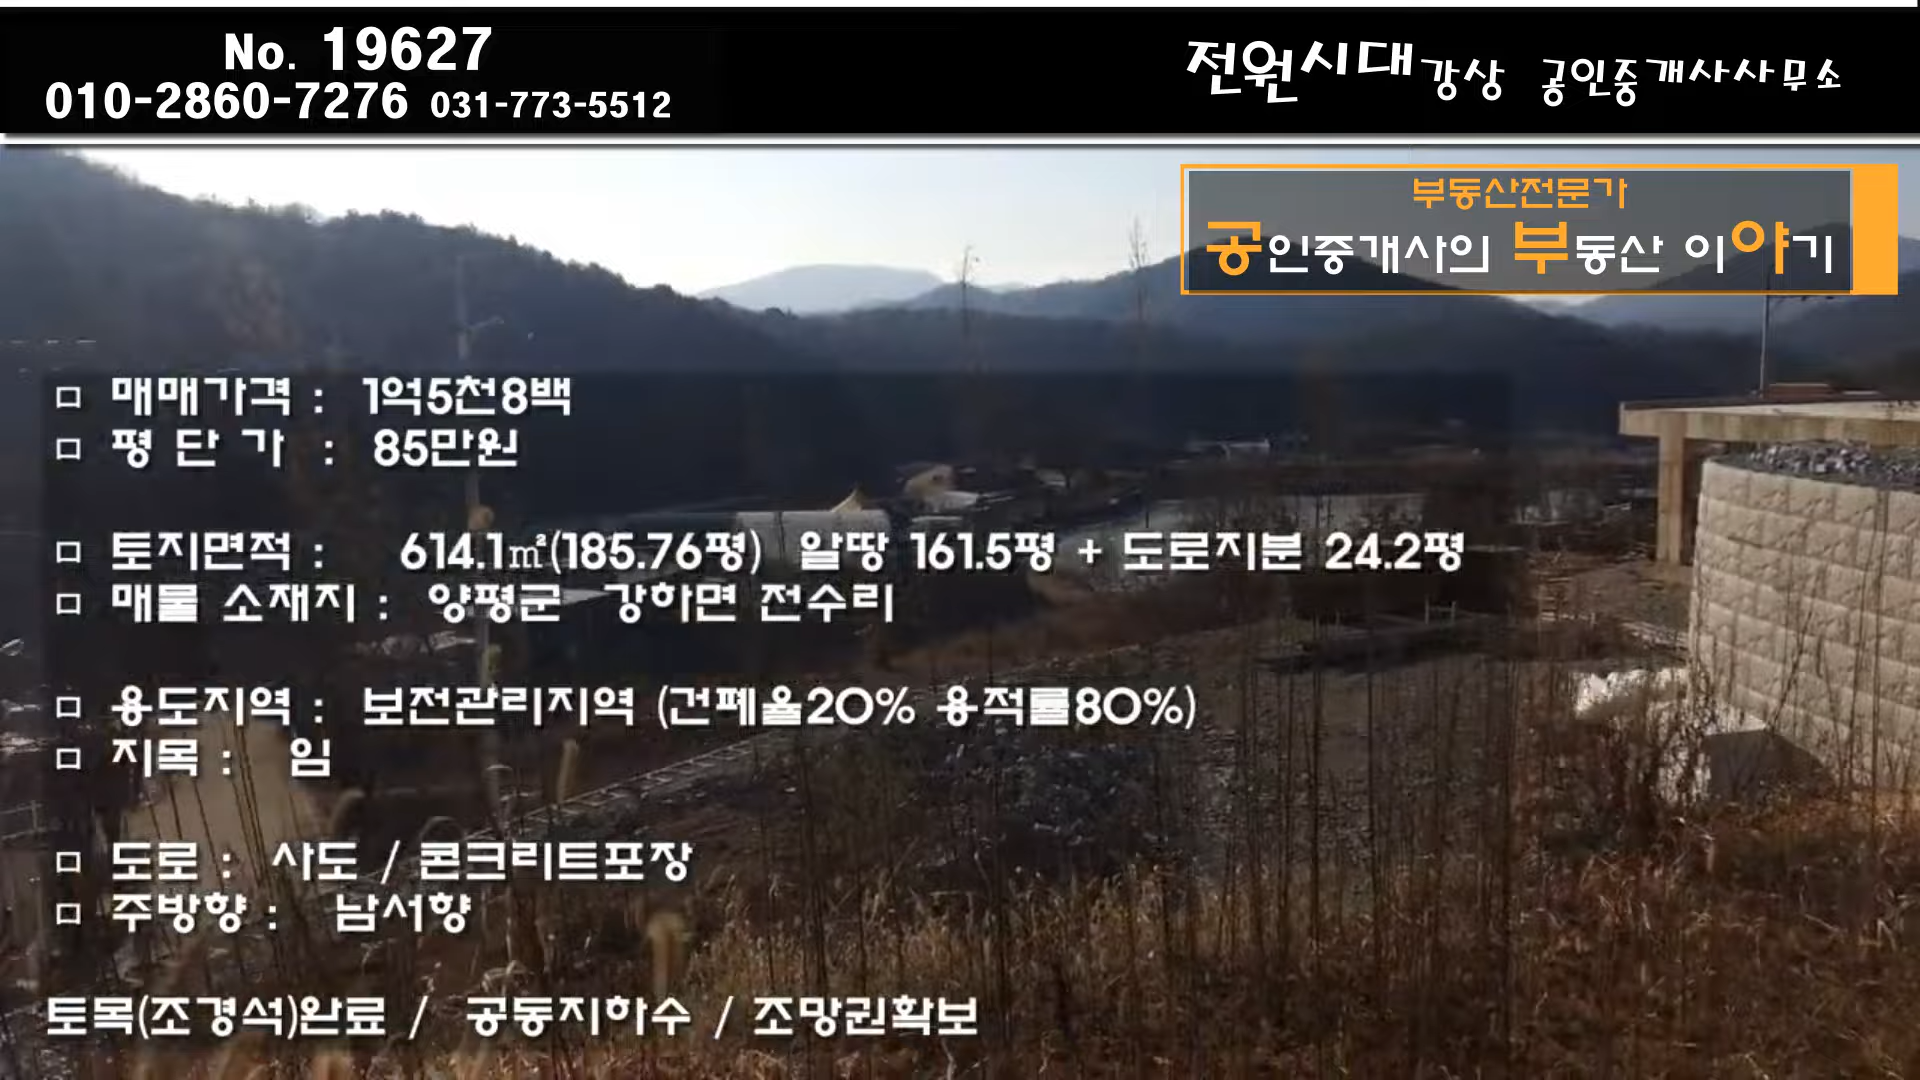 No. 19627
010-2860-7276 031-773-5512
전원시대강상 공인중개사사무소
부동산전문가
공인중개사의 부동산 이야기
□ 매매가격 : 1억5천8백
□ 평 단 가 : 85만원
□ 토지면적 : 614.1㎡(185.76평) 알땅 161.5평 + 도로지분 24.2평
□ 매물 소재지 : 양평군 강하면 전수리
□ 용도지역 : 보전관리지역 (건폐율20% 용적률80%)
□ 지목 : 임
□ 도로 : 사도 / 콘크리트포장
□ 주방향 : 남서향
토목(조경석)완료 / 공동지하수 / 조망권확보